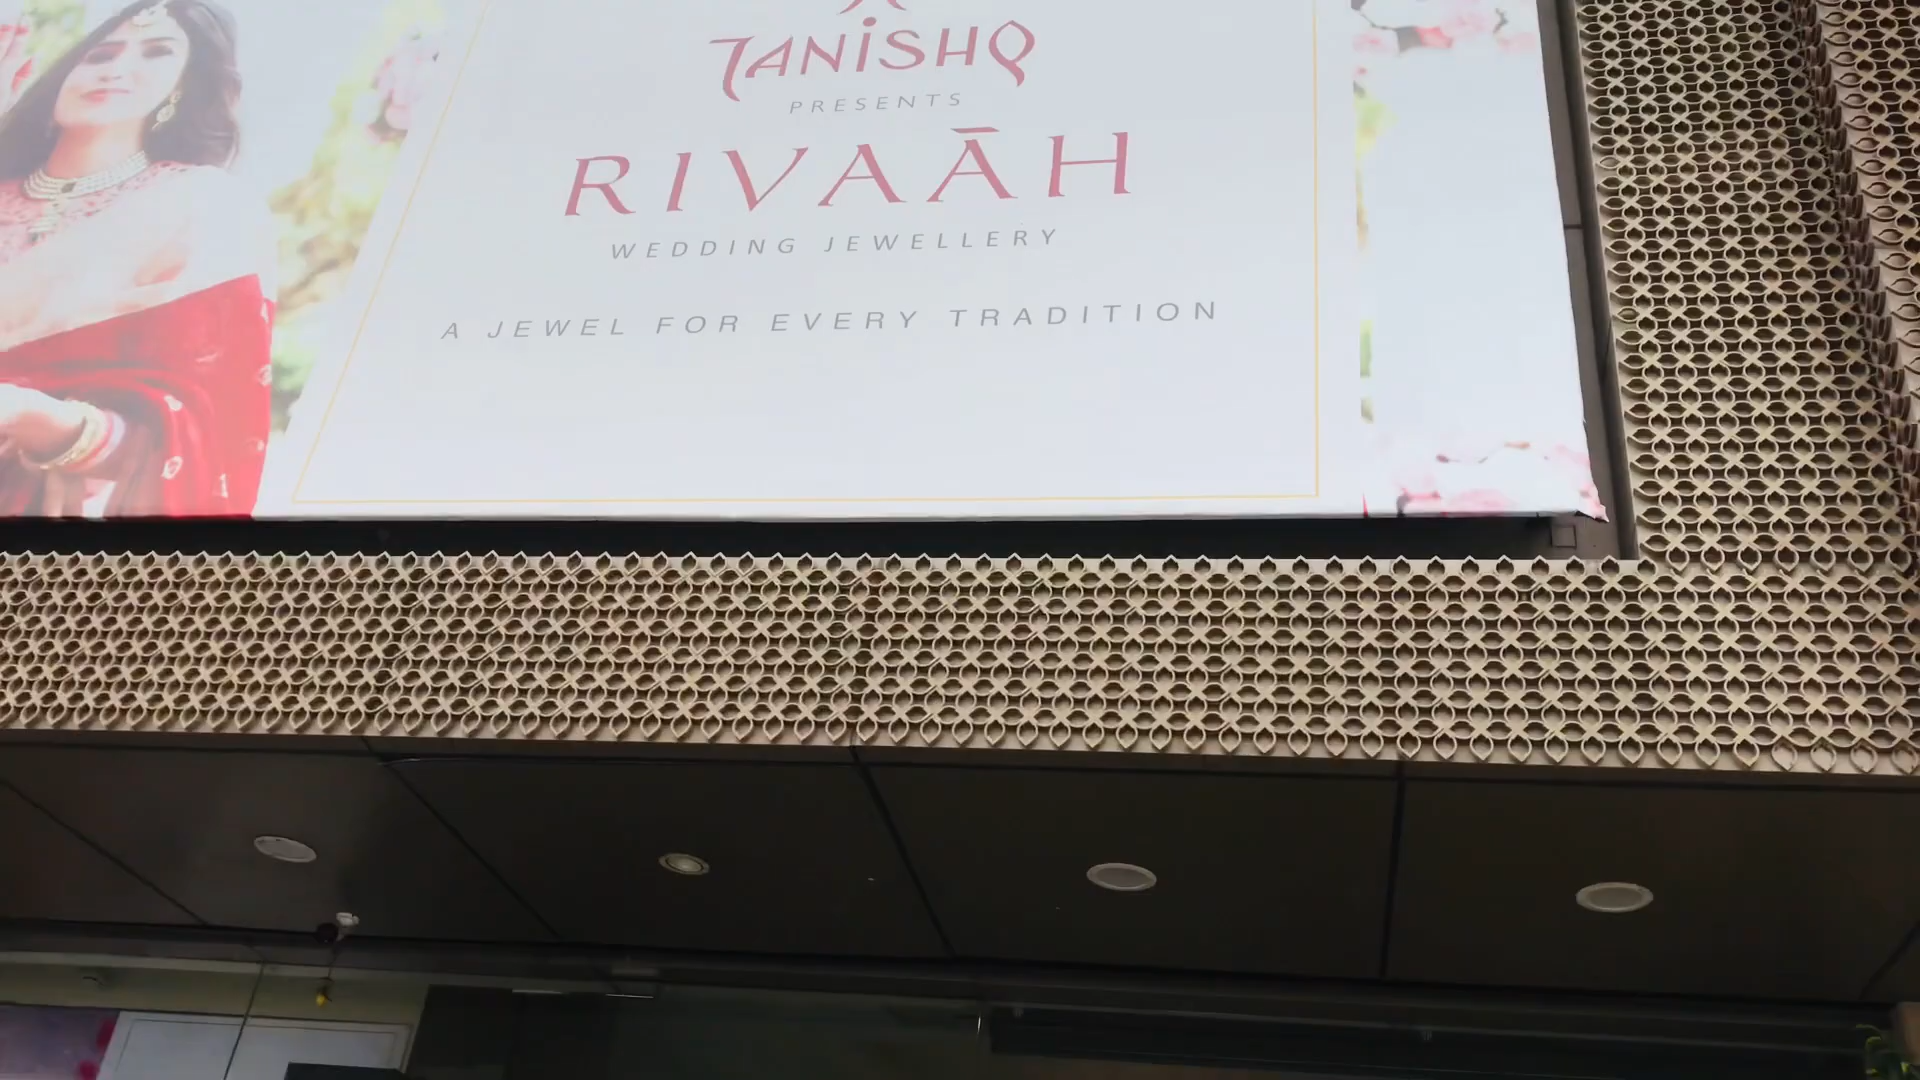 TANiSHQ
PRESENTS
RIVAĀH
WEDDING JEWELLERY
A JEWEL FOR EVERY TRADITION